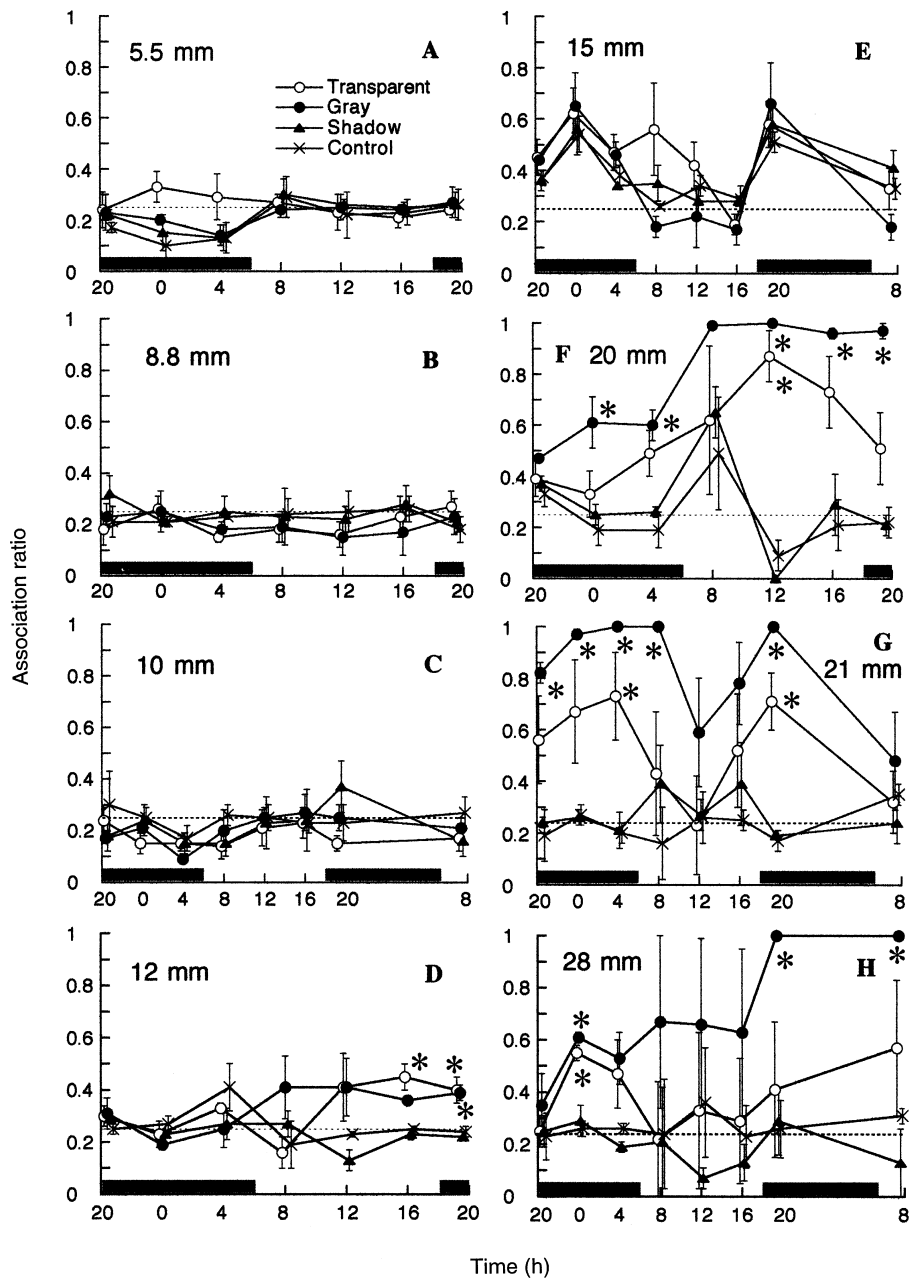 Association ratio
5.5 mm
A
Transparent
Gray
Shadow
Control
1
0.8
0.6
0.4
0.2
0
20 0 4 8 12 16 20
8.8 mm
B
1
0.8
0.6
0.4
0.2
0
20 0 4 8 12 16 20
10 mm
C
1
0.8
0.6
0.4
0.2
0
20 0 4 8 12 16 20 8
12 mm
D
1
0.8
0.6
0.4
0.2
0
* * *
20 0 4 8 12 16 20
15 mm
E
1
0.8
0.6
0.4
0.2
0
20 0 4 8 12 16 20 8
F
20 mm
1
0.8
0.6
0.4
0.2
0
* * * * * *
20 0 4 8 12 16 20
G
21 mm
1
0.8
0.6
0.4
0.2
0
* * * * * * *
20 0 4 8 12 16 20 8
28 mm
H
1
0.8
0.6
0.4
0.2
0
* * * *
20 0 4 8 12 16 20 8
Time (h)